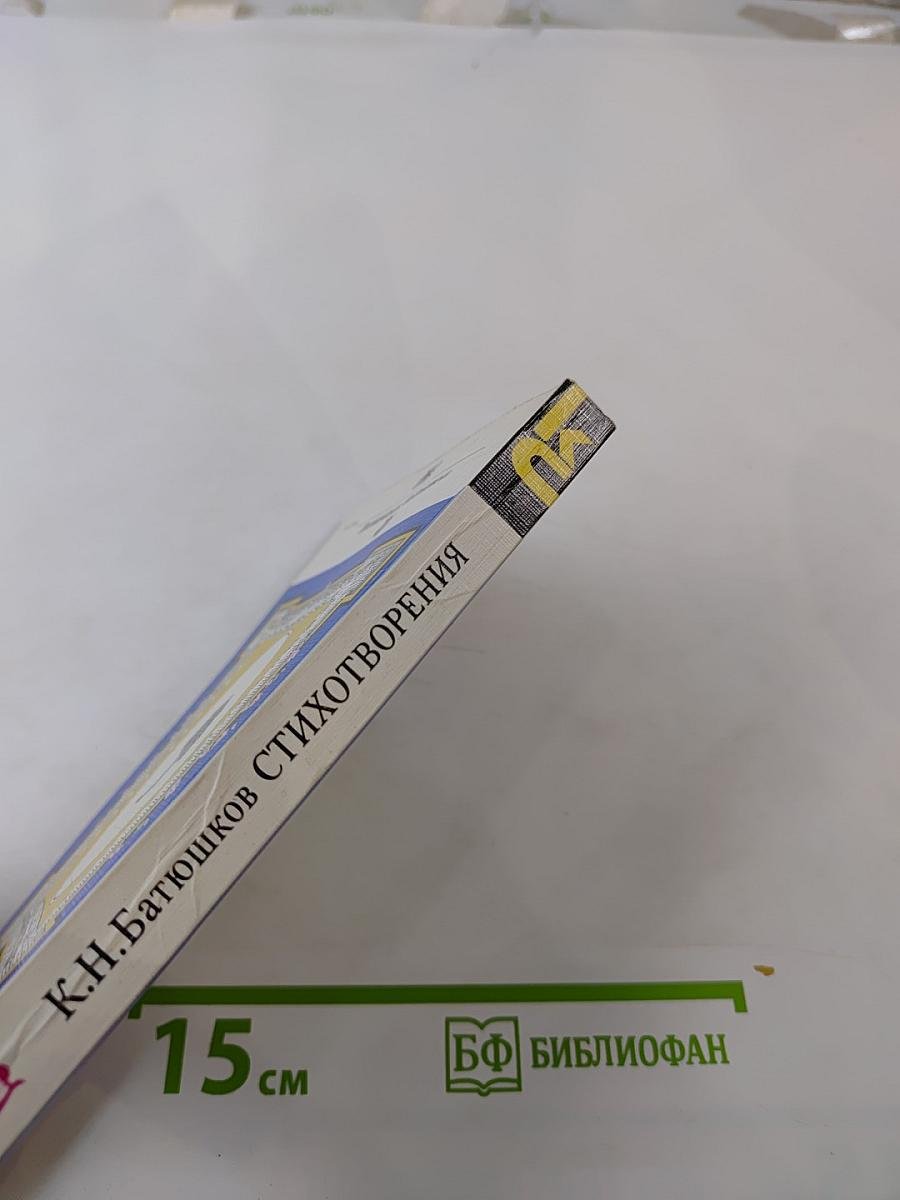 К.Н.Батюшков СТИХОТВОРЕНИЯ
15 см
БФ БИБЛИОФАН